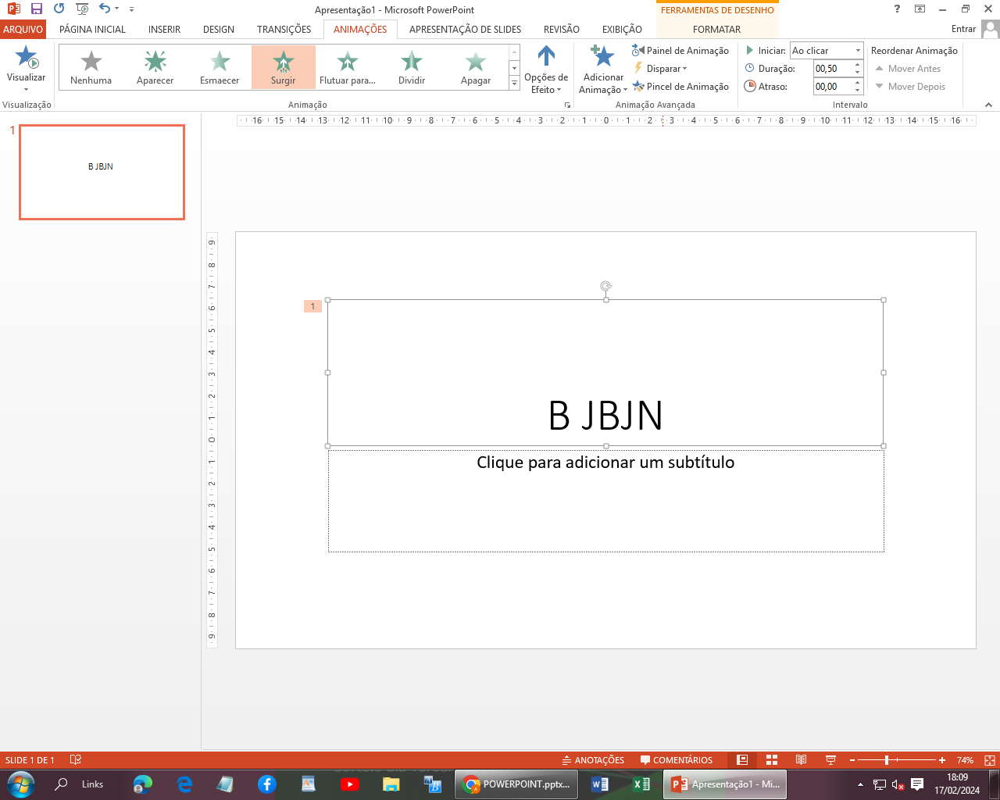 Apresentação1 - Microsoft PowerPoint
FERRAMENTAS DE DESENHO
ARQUIVO PÁGINA INICIAL INSERIR DESIGN TRANSIÇÕES ANIMAÇÕES APRESENTAÇÃO DE SLIDES REVISÃO EXIBIÇÃO FORMATAR Entrar
Visualizar
Visualização
Nenhuma Aparecer Esmaecer Surgir Flutuar para... Dividir Apagar
Animação
Opções de
Efeito
Adicionar
Animação
Painel de Animação
Disparar
Pincel de Animação
Animação Avançada
Iniciar: Ao clicar
Duração: 00,50
Atraso: 00,00
Intervalo
Reordenar Animação
Mover Antes
Mover Depois
16 15 14 13 12 11 10 9 8 7 6 5 4 3 2 1 0 1 2 3 4 5 6 7 8 9 10 11 12 13 14 15 16
1
B JBJN
9 8 7 6 5 4 3 2 1 0 1 2 3 4 5 6 7 8 9
1
B JBJN
Clique para adicionar um subtítulo
SLIDE 1 DE 1 ANOTAÇÕES COMENTÁRIOS 74%
Links
POWERPOINT.pptx...
Apresentação1 - Mi...
18:09
17/02/2024